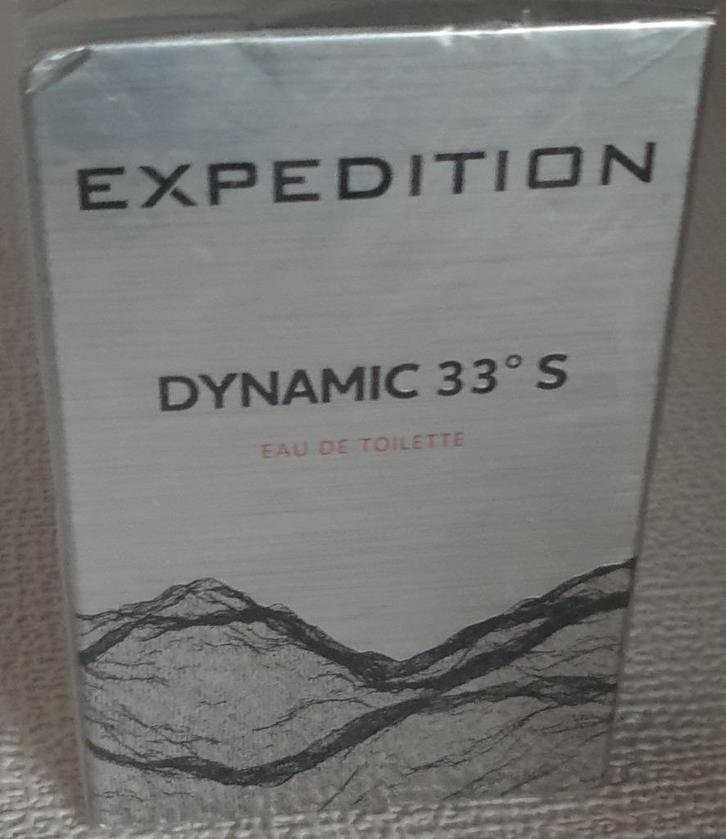 EXPEDITION
DYNAMIC 33° S
EAU DE TOILETTE